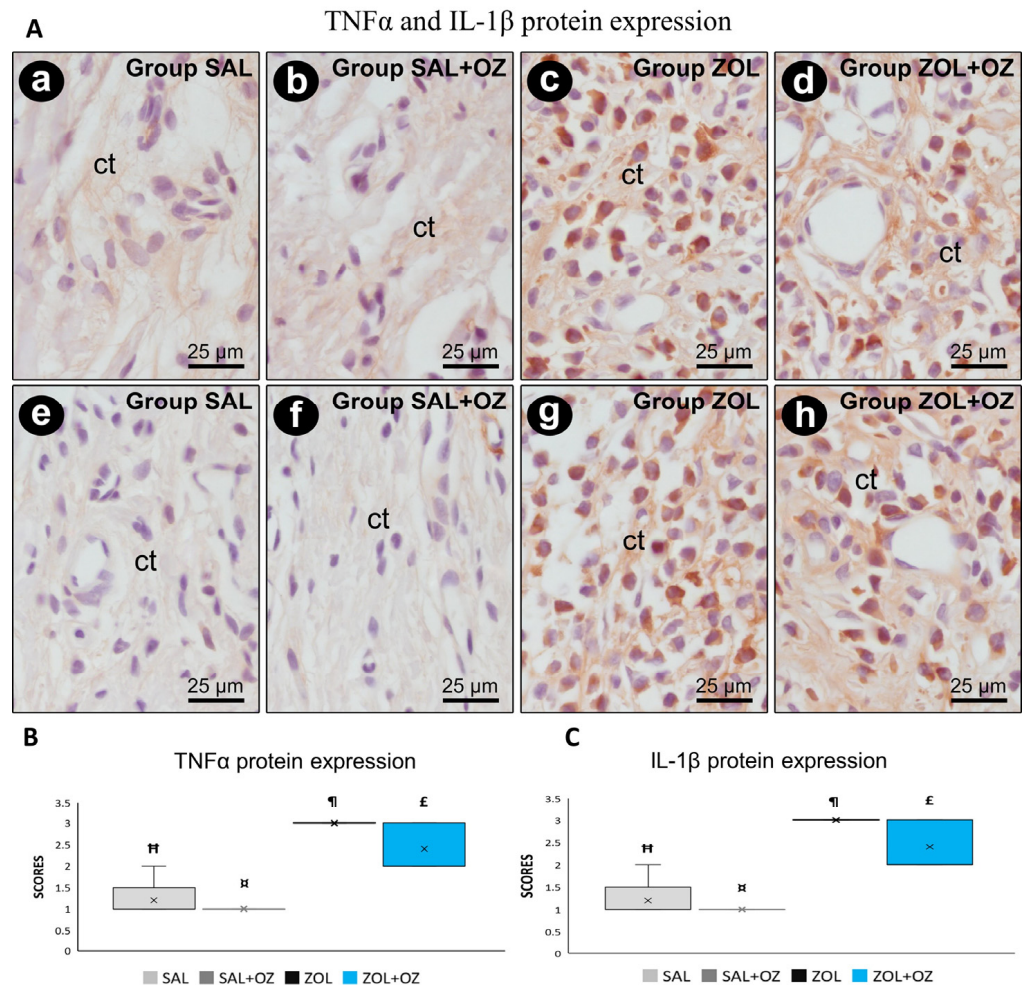 TNFα and IL-1β protein expression
A
a Group SAL
b Group SAL+OZ
c Group ZOL
d Group ZOL+OZ
ct
ct
ct
ct
25 µm
25 µm
25 µm
25 µm
e Group SAL
f Group SAL+OZ
g Group ZOL
h Group ZOL+OZ
ct
ct
ct
ct
25 µm
25 µm
25 µm
25 µm
B
TNFα protein expression
SCORES
3.5
3
2.5
2
1.5
1
0.5
0
Ħ
¤
¶
£
SAL SAL+OZ ZOL ZOL+OZ
C
IL-1β protein expression
SCORES
3.5
3
2.5
2
1.5
1
0.5
0
Ħ
¤
¶
£
SAL SAL+OZ ZOL ZOL+OZ